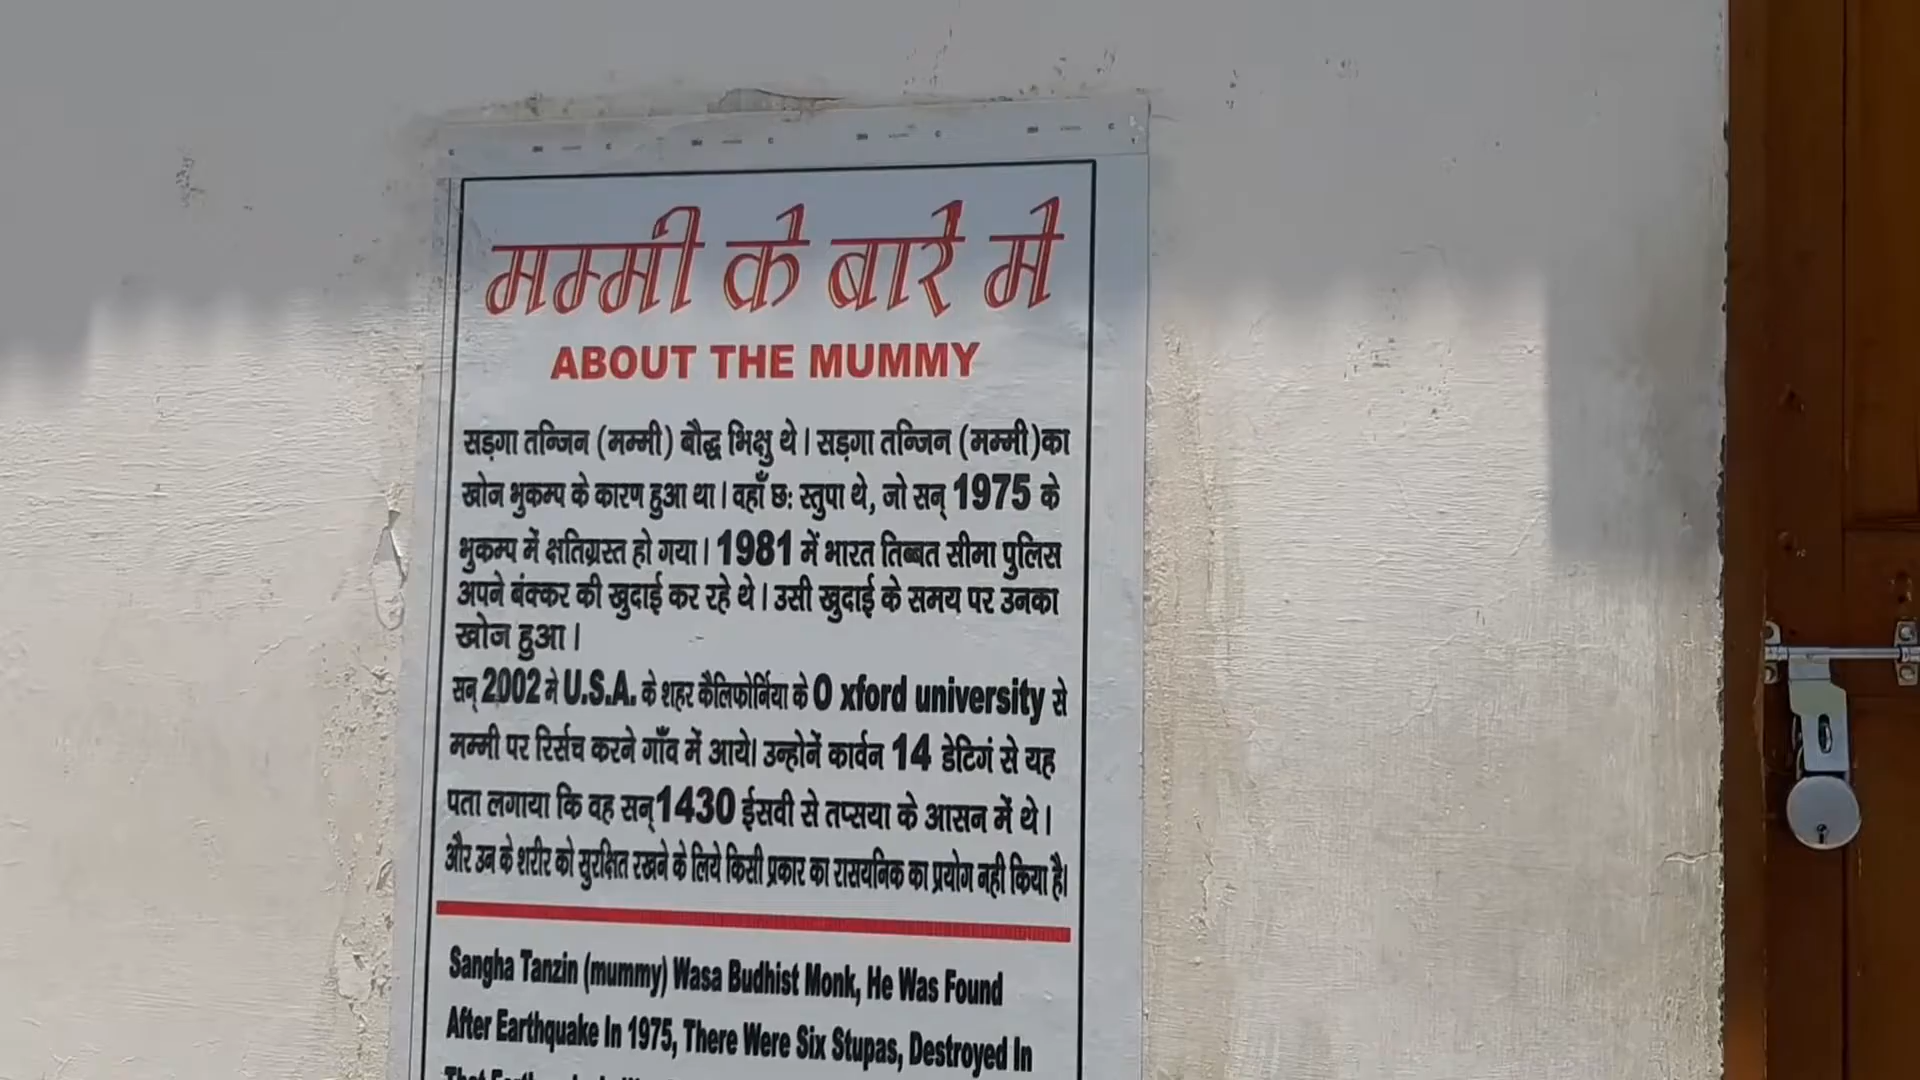 मम्मी के बारे मे
ABOUT THE MUMMY
सड़गा तन्जिन (मम्मी) बौद्ध भिक्षु थे। सड़गा तन्जिन (मम्मी)का
खोज भुकम्प के कारण हुआ था। वहाँ छः स्तुपा थे, जो सन् 1975 के
भुकम्प में क्षतिग्रस्त हो गया। 1981 में भारत तिब्बत सीमा पुलिस
अपने बंक्कर की खुदाई कर रहे थे। उसी खुदाई के समय पर उनका
खोज हुआ।
सन् 2002 मे U.S.A. के शहर कैलिफोर्निया के O xford university से
मम्मी पर रिर्सच करने गाँव में आये। उन्होनें कार्वन 14 डेटिगं से यह
पता लगाया कि वह सन् 1430 ईसवी से तप्सया के आसन में थे।
और उन के शरीर को सुरक्षित रखने के लिये किसी प्रकार का रासयनिक का प्रयोग नही किया है।
Sangha Tanzin (mummy) Wasa Budhist Monk, He Was Found
After Earthquake In 1975, There Were Six Stupas, Destroyed In